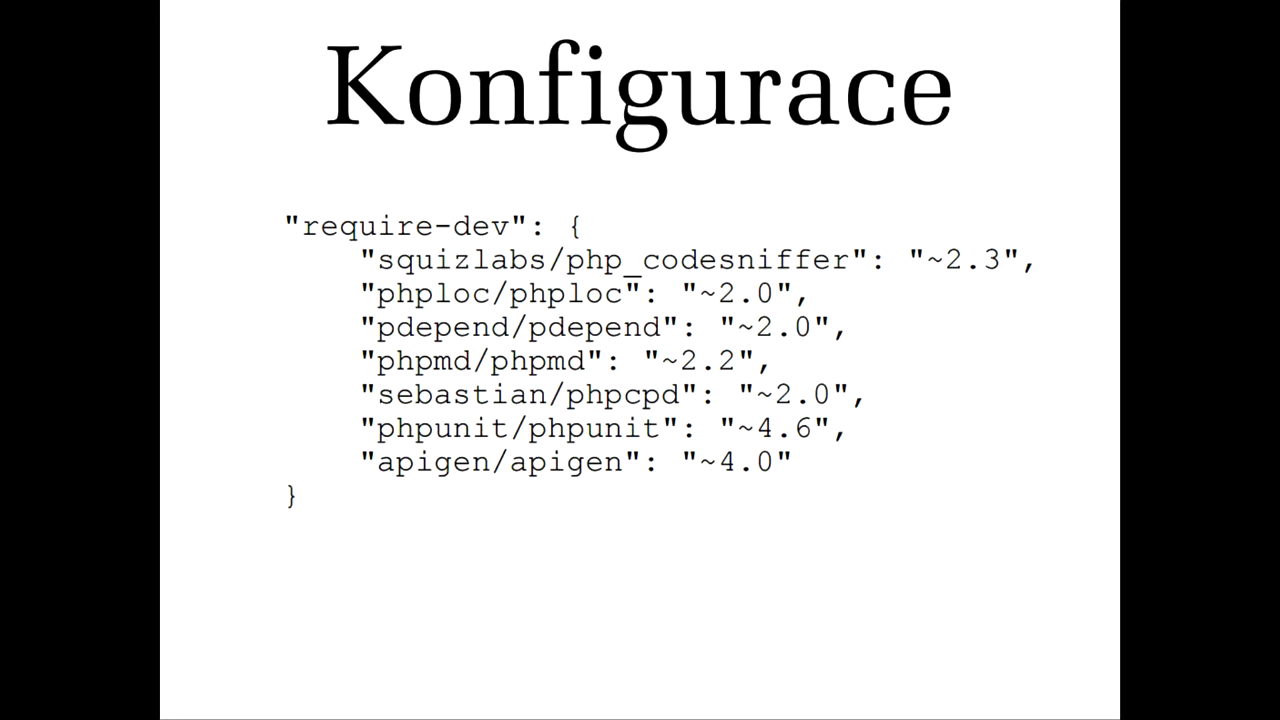 Konfigurace
"require-dev": {
    "squizlabs/php_codesniffer": "~2.3",
    "phploc/phploc": "~2.0",
    "pdepend/pdepend": "~2.0",
    "phpmd/phpmd": "~2.2",
    "sebastian/phpcpd": "~2.0",
    "phpunit/phpunit": "~4.6",
    "apigen/apigen": "~4.0"
}